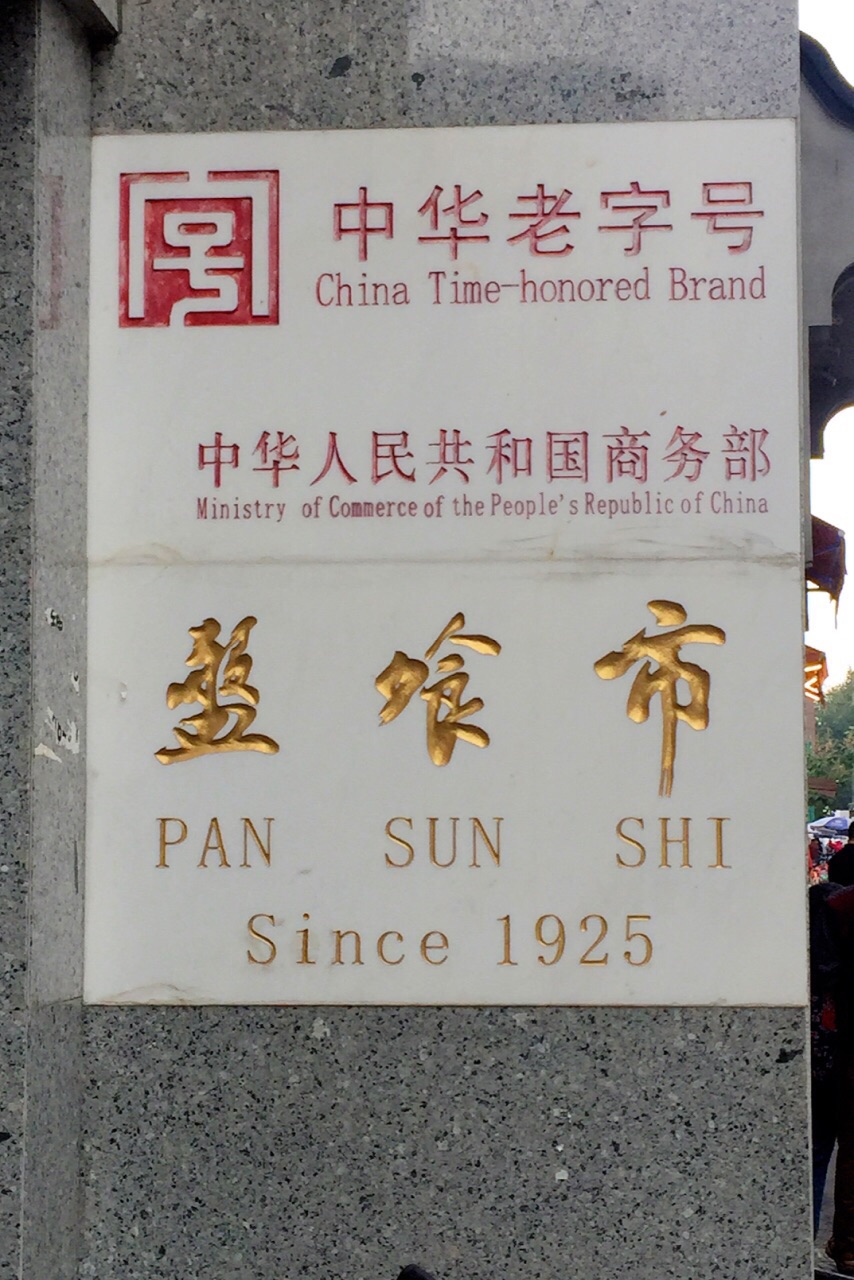 中华老字号
China Time-honored Brand
中华人民共和国商务部
Ministry of Commerce of the People's Republic of China
盤飧市
PAN SUN SHI
Since 1925